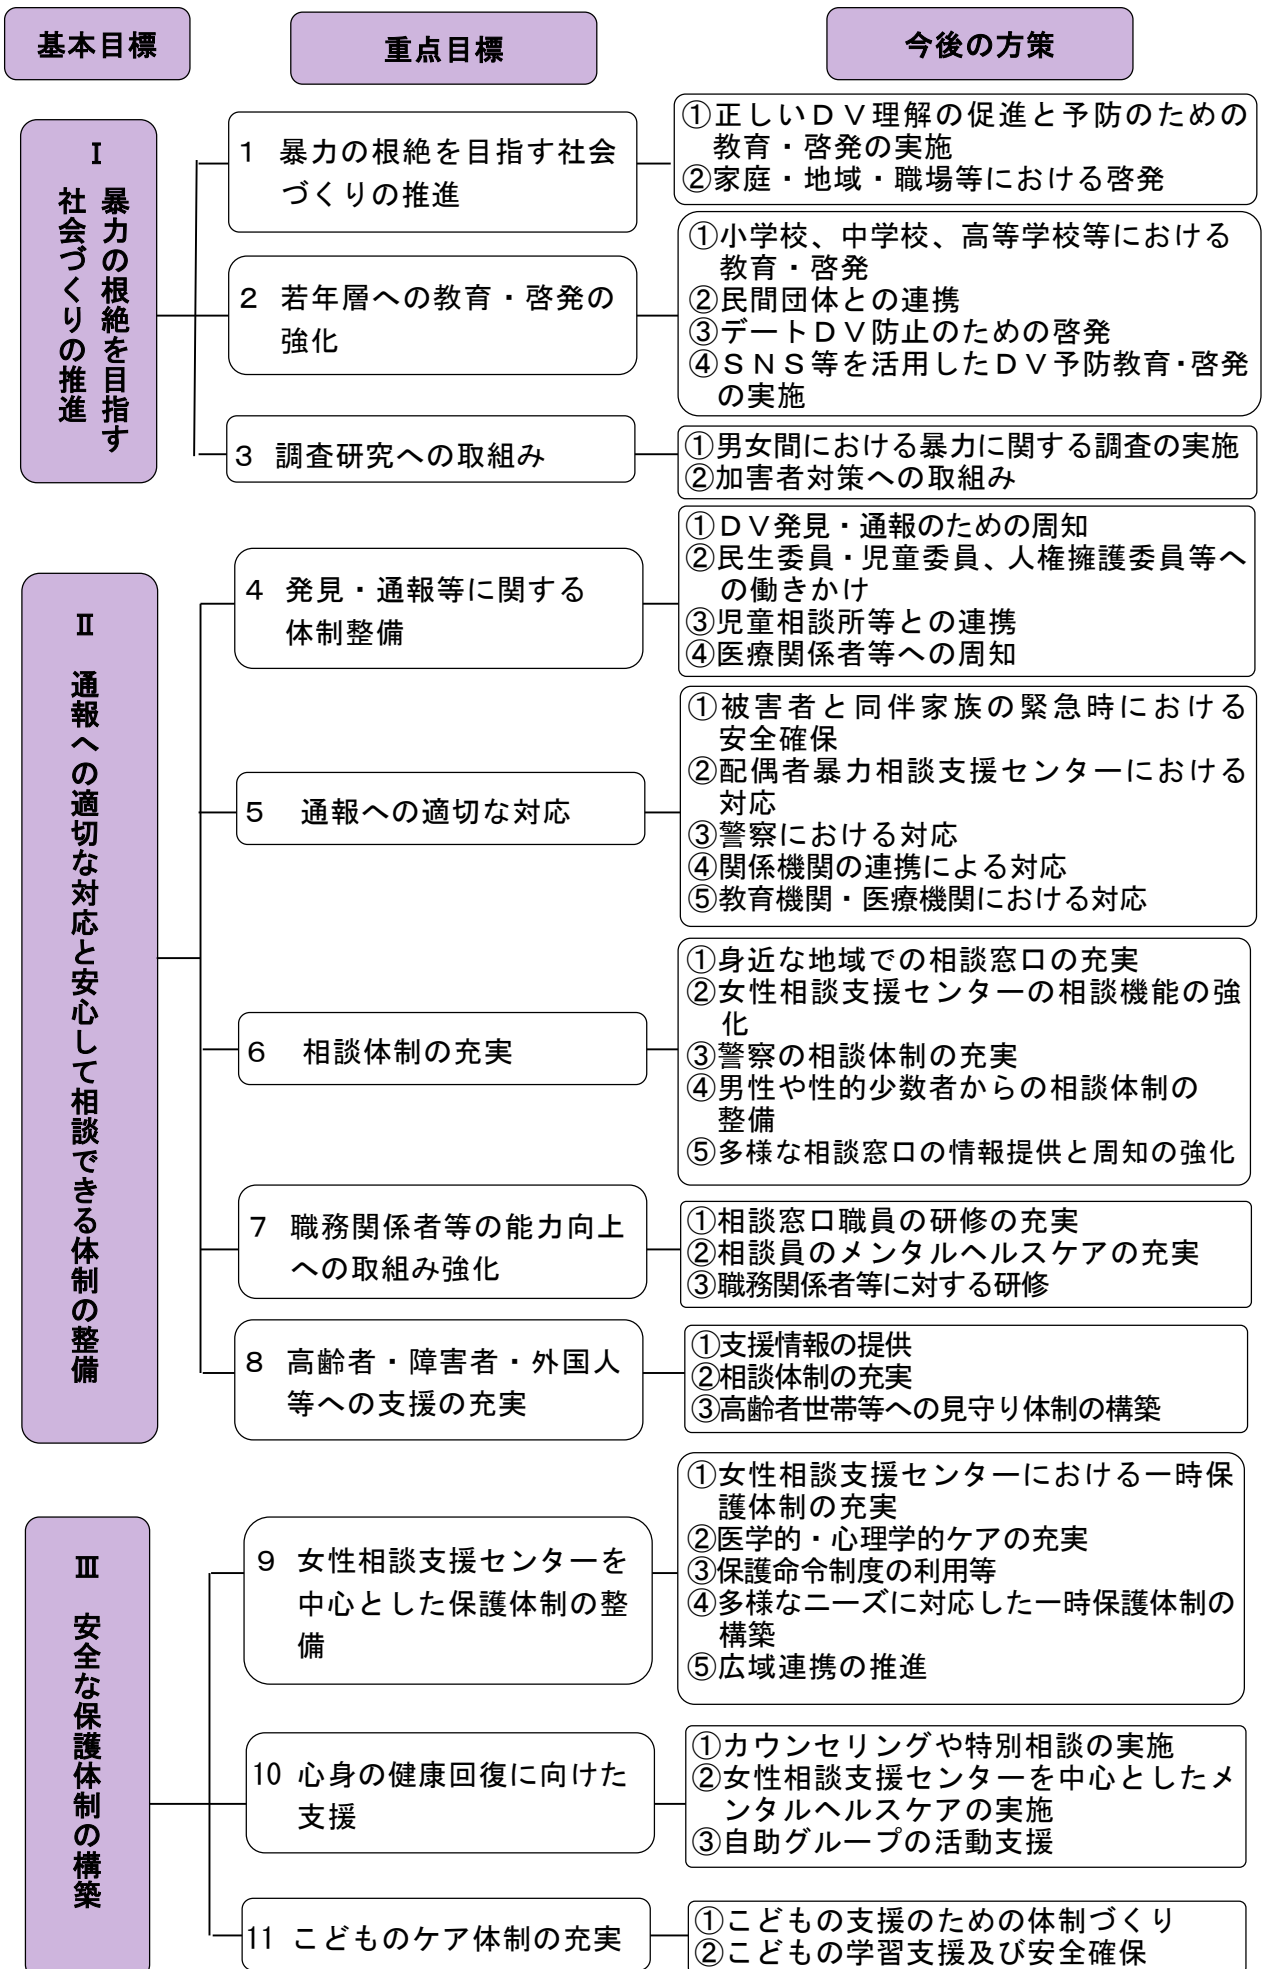 基本目標
重点目標
今後の方策
Ⅰ
暴力の根絶を目指す
社会づくりの推進
1 暴力の根絶を目指す社会
づくりの推進
①正しいＤＶ理解の促進と予防のための
教育・啓発の実施
②家庭・地域・職場等における啓発
2 若年層への教育・啓発の
強化
①小学校、中学校、高等学校等における
教育・啓発
②民間団体との連携
③デートＤＶ防止のための啓発
④ＳＮＳ等を活用したＤＶ予防教育・啓発
の実施
3 調査研究への取組み
①男女間における暴力に関する調査の実施
②加害者対策への取組み
Ⅱ 通報への適切な対応と安心して相談できる体制の整備
4 発見・通報等に関する
体制整備
①ＤＶ発見・通報のための周知
②民生委員・児童委員、人権擁護委員等へ
の働きかけ
③児童相談所等との連携
④医療関係者等への周知
5 通報への適切な対応
①被害者と同伴家族の緊急時における
安全確保
②配偶者暴力相談支援センターにおける
対応
③警察における対応
④関係機関の連携による対応
⑤教育機関・医療機関における対応
6 相談体制の充実
①身近な地域での相談窓口の充実
②女性相談支援センターの相談機能の強
化
③警察の相談体制の充実
④男性や性的少数者からの相談体制の
整備
⑤多様な相談窓口の情報提供と周知の強化
7 職務関係者等の能力向上
への取組み強化
①相談窓口職員の研修の充実
②相談員のメンタルヘルスケアの充実
③職務関係者等に対する研修
8 高齢者・障害者・外国人
等への支援の充実
①支援情報の提供
②相談体制の充実
③高齢者世帯等への見守り体制の構築
Ⅲ 安全な保護体制の構築
9 女性相談支援センターを
中心とした保護体制の整
備
①女性相談支援センターにおける一時保
護体制の充実
②医学的・心理学的ケアの充実
③保護命令制度の利用等
④多様なニーズに対応した一時保護体制の
構築
⑤広域連携の推進
10 心身の健康回復に向けた
支援
①カウンセリングや特別相談の実施
②女性相談支援センターを中心としたメ
ンタルヘルスケアの実施
③自助グループの活動支援
11 こどものケア体制の充実
①こどもの支援のための体制づくり
②こどもの学習支援及び安全確保